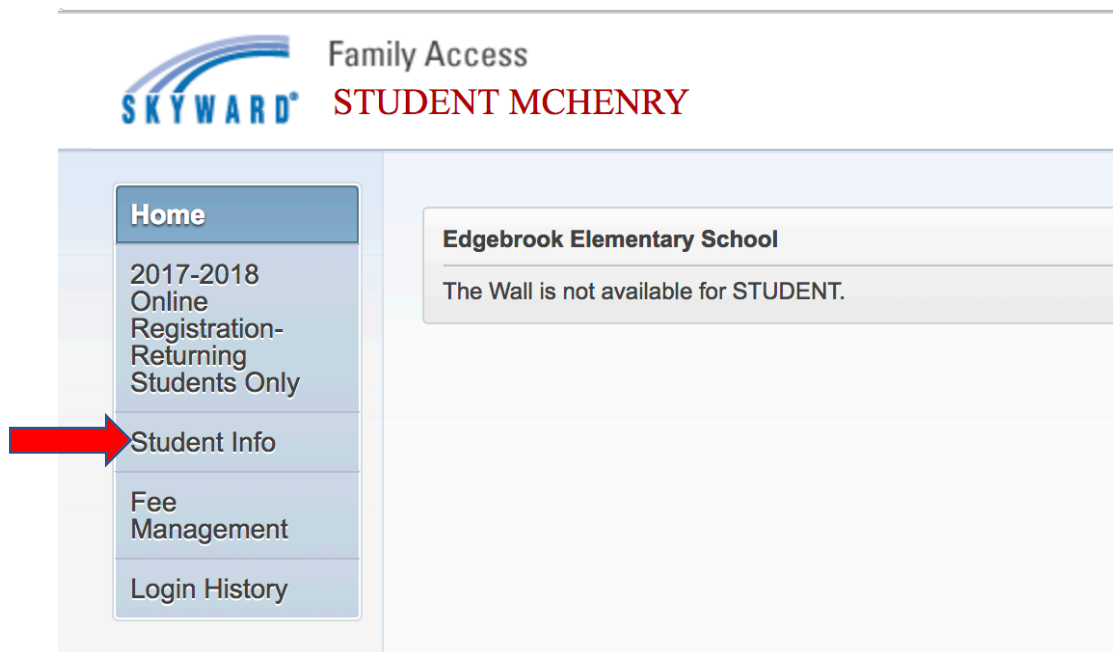 Family Access
SKYWARD®
STUDENT MCHENRY
Home
2017-2018
Online
Registration-
Returning
Students Only
Student Info
Fee
Management
Login History
Edgebrook Elementary School
The Wall is not available for STUDENT.